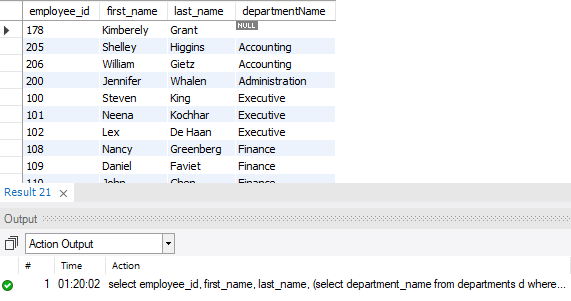 employee_id first_name last_name departmentName
178 Kimberely Grant NULL
205 Shelley Higgins Accounting
206 William Gietz Accounting
200 Jennifer Whalen Administration
100 Steven King Executive
101 Neena Kochhar Executive
102 Lex De Haan Executive
108 Nancy Greenberg Finance
109 Daniel Faviet Finance
110 John Chen Finance
Result 21 ×
Output
Action Output
# Time Action
1 01:20:02 select employee_id, first_name, last_name, (select department_name from departments d where...